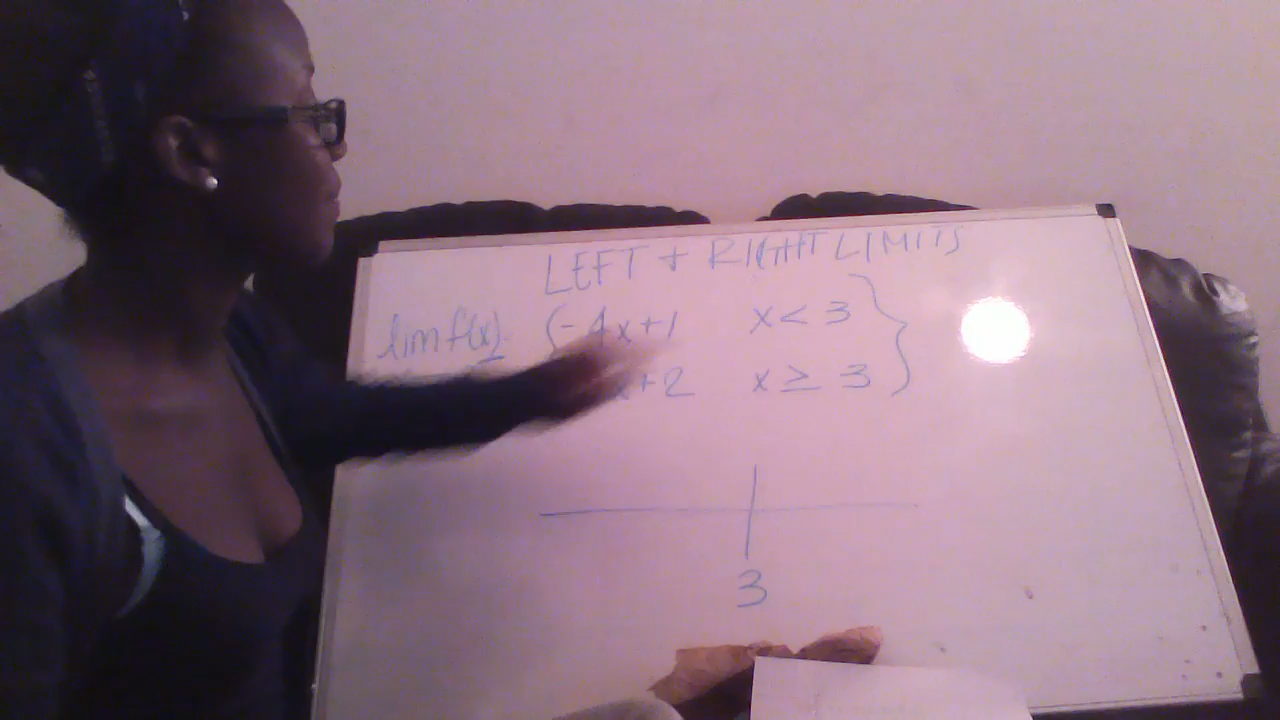 LEFT + RIGHT LIMITS
lim f(x) (-4x+1 x < 3
x+2 x ≥ 3
3